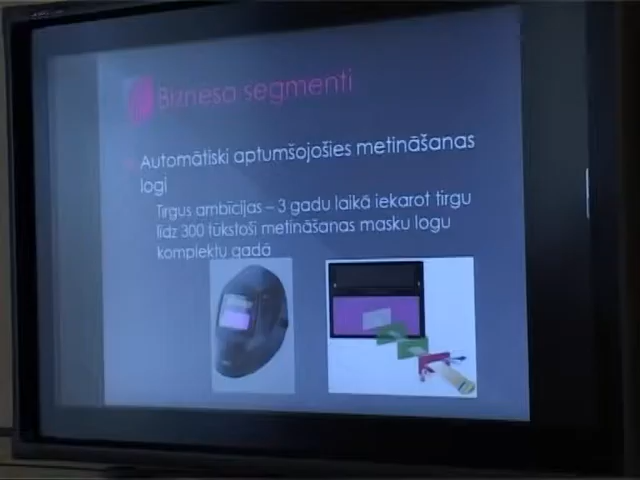 Biznesa segmenti
Automātiski aptumšojošies metināšanas
logi
Tirgus ambīcijas – 3 gadu laikā iekarot tirgu
līdz 300 tūkstoši metināšanas masku logu
komplektu gadā